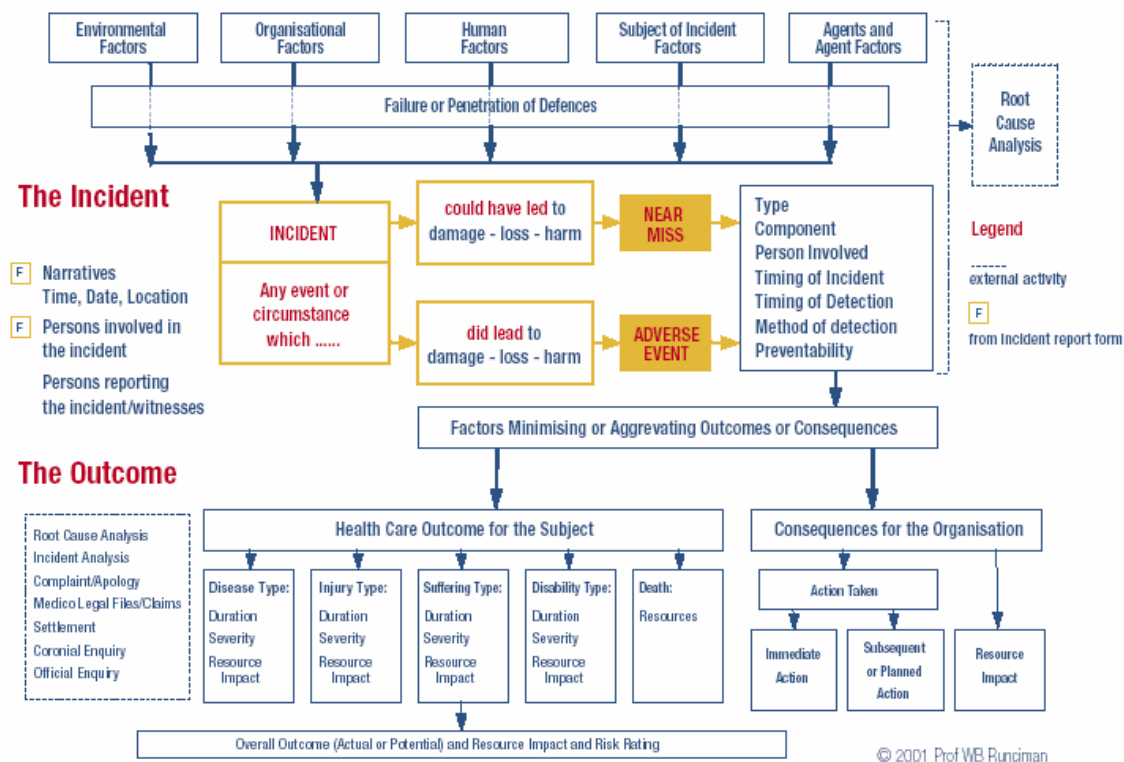 Environmental
Factors
Organisational
Factors
Human
Factors
Subject of Incident
Factors
Agents and
Agent Factors
Failure or Penetration of Defences
Root
Cause
Analysis
The Incident
F Narratives
Time, Date, Location
F Persons involved in
the incident
Persons reporting
the incident/witnesses
INCIDENT
Any event or
circumstance
which ......
could have led to
damage - loss - harm
NEAR
MISS
did lead to
damage - loss - harm
ADVERSE
EVENT
Type
Component
Person Involved
Timing of Incident
Timing of Detection
Method of detection
Preventability
Legend
external activity
F
from incident report form
Factors Minimising or Aggrevating Outcomes or Consequences
The Outcome
Root Cause Analysis
Incident Analysis
Complaint/Apology
Medico Legal Files/Claims
Settlement
Coronial Enquiry
Official Enquiry
Health Care Outcome for the Subject
Disease Type:
Duration
Severity
Resource
Impact
Injury Type:
Duration
Severity
Resource
Impact
Suffering Type:
Duration
Severity
Resource
Impact
Disability Type:
Duration
Severity
Resource
Impact
Death:
Resources
Consequences for the Organisation
Action Taken
Immediate
Action
Subsequent
or Planned
Action
Resource
Impact
Overall Outcome (Actual or Potential) and Resource Impact and Risk Rating
© 2001 Prof WB Runciman